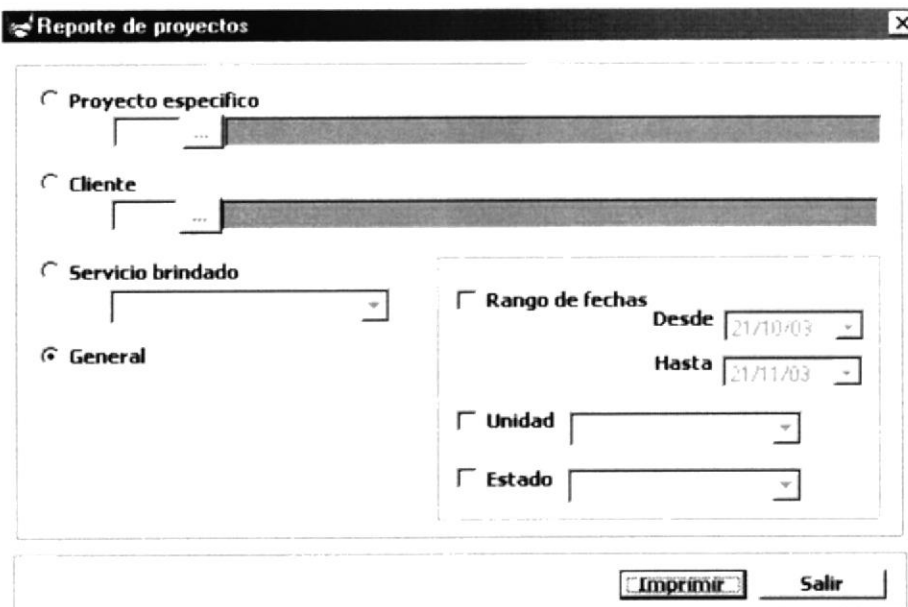 Reporte de proyectos
Proyecto especifico
...
Cliente
...
Servicio brindado
General
Rango de fechas
Desde 21/10/03
Hasta 21/11/03
Unidad
Estado
Imprimir Salir